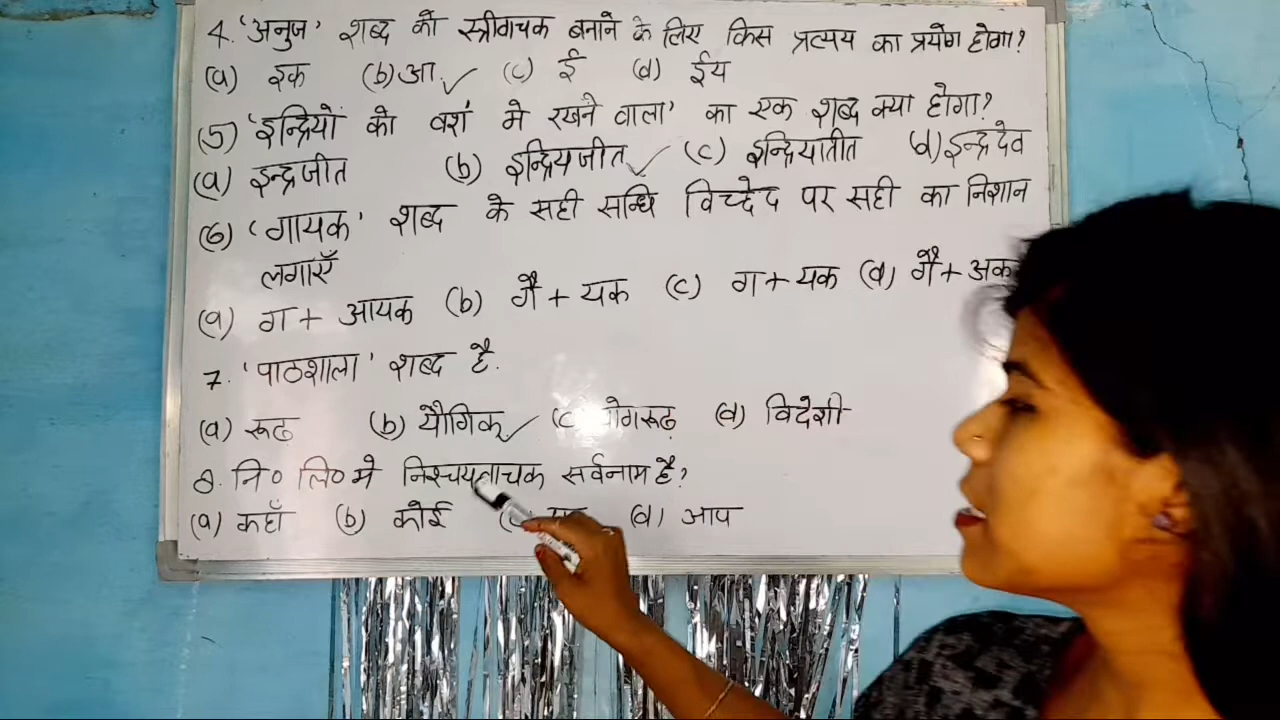 4. 'अनुज' शब्द को स्त्रीवाचक बनाने के लिए किस प्रत्यय का प्रयोग होगा?
(a) इक (b) आ ✓ (c) ई (d) ईय
(5) 'इन्द्रियों को वश में रखने वाला' का एक शब्द क्या होगा?
(a) इन्द्रजीत (b) इन्द्रियजीत ✓ (c) इन्द्रियातीत (d) इन्द्रदेव
(6) 'गायक' शब्द के सही सन्धि विच्छेद पर सही का निशान
लगाएँ
(a) ग + आयक (b) गै + यक (c) ग + यक (d) गै + अक
7. 'पाठशाला' शब्द है.
(a) रूढ (b) यौगिक ✓ (c योगरूढ़ (d) विदेशी
8. नि० लि० मे निश्चयवाचक सर्वनाम है?
(a) कहाँ (b) कोई (c (d) आप